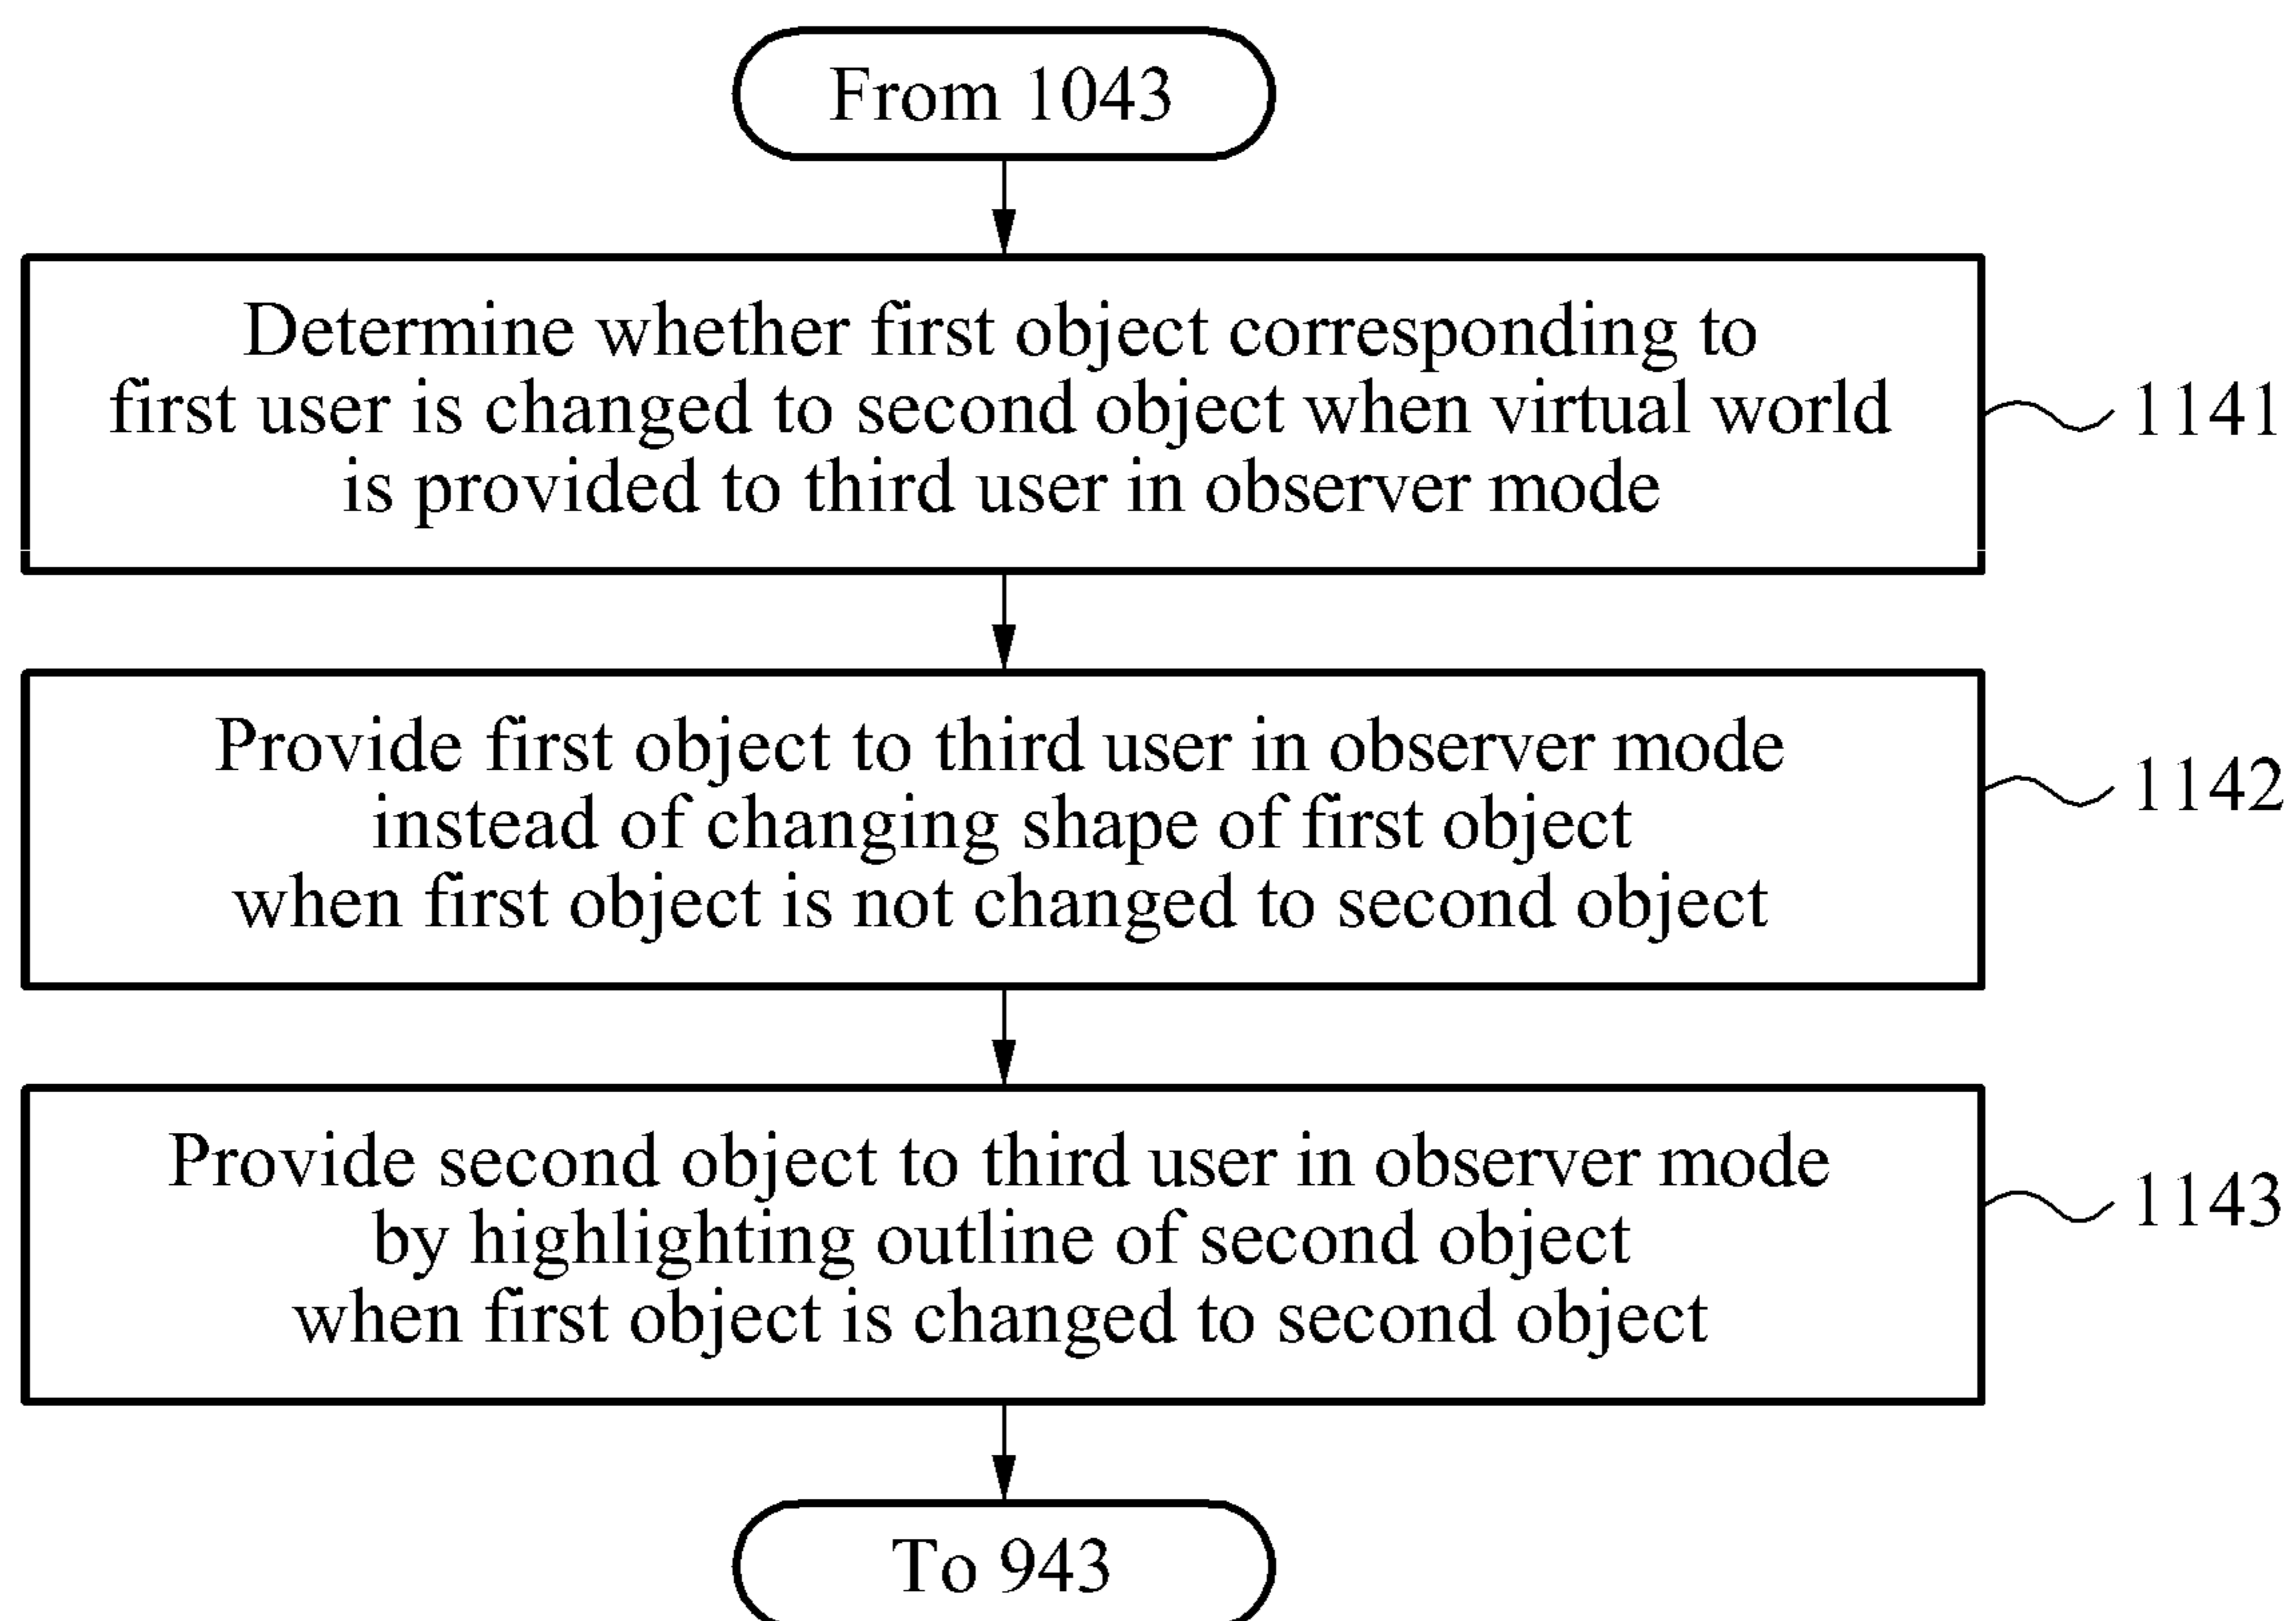 From 1043
Determine whether first object corresponding to
first user is changed to second object when virtual world
is provided to third user in observer mode
1141
Provide first object to third user in observer mode
instead of changing shape of first object
when first object is not changed to second object
1142
Provide second object to third user in observer mode
by highlighting outline of second object
when first object is changed to second object
1143
To 943